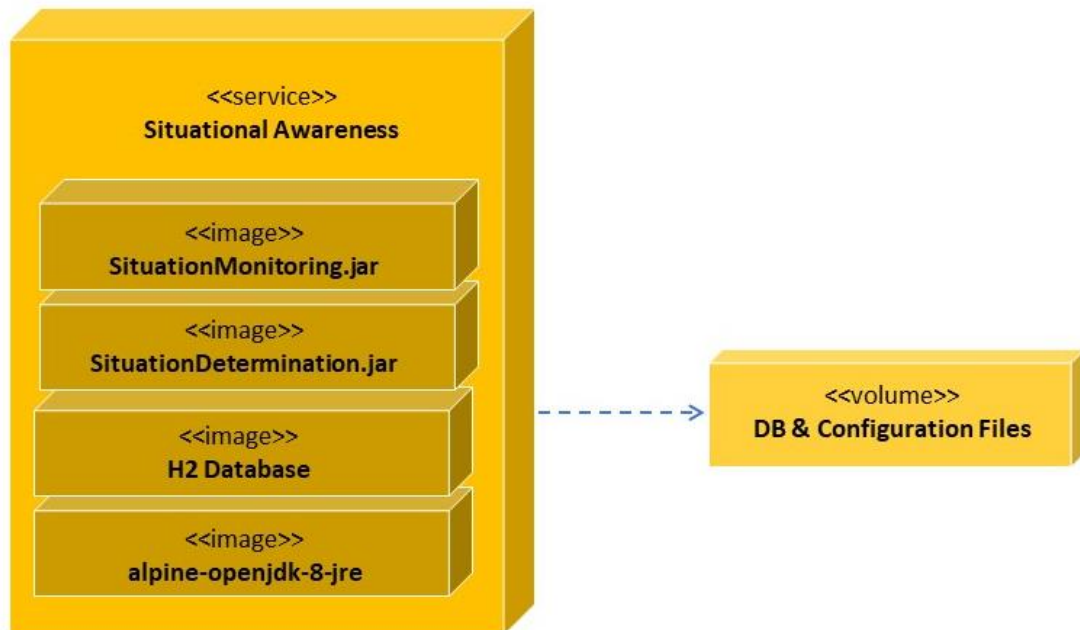 <<service>>
Situational Awareness
<<image>>
SituationMonitoring.jar
<<image>>
SituationDetermination.jar
<<image>>
H2 Database
<<image>>
alpine-openjdk-8-jre
<<volume>>
DB & Configuration Files